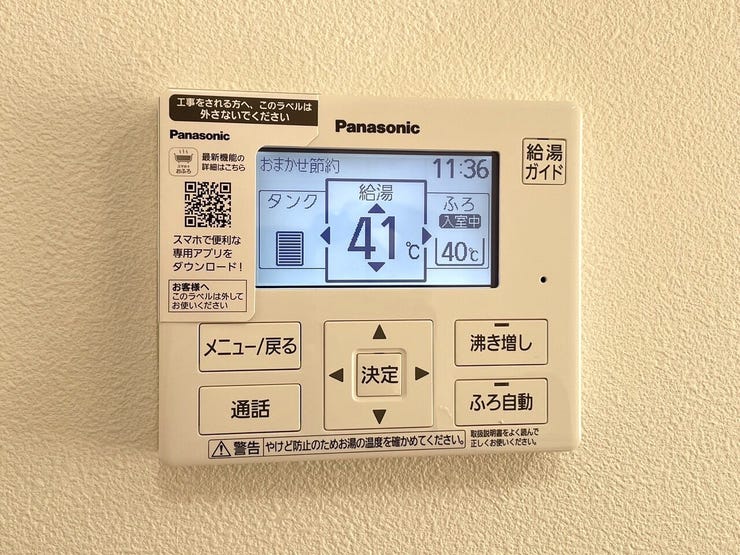 工事をされる方へ、このラベルは
外さないでください
Panasonic
スマホで
おふろ
最新機能の
詳細はこちら
スマホで便利な
専用アプリを
ダウンロード！
お客様へ
このラベルは外して
お使いください
Panasonic
給湯
ガイド
おまかせ節約 11:36
タンク
給湯
41℃
ふろ
入室中
40℃
メニュー/戻る
通話
決定
沸き増し
ふろ自動
警告 やけど防止のためお湯の温度を確かめてください。
取扱説明書をよく読んで
正しくお使いください。